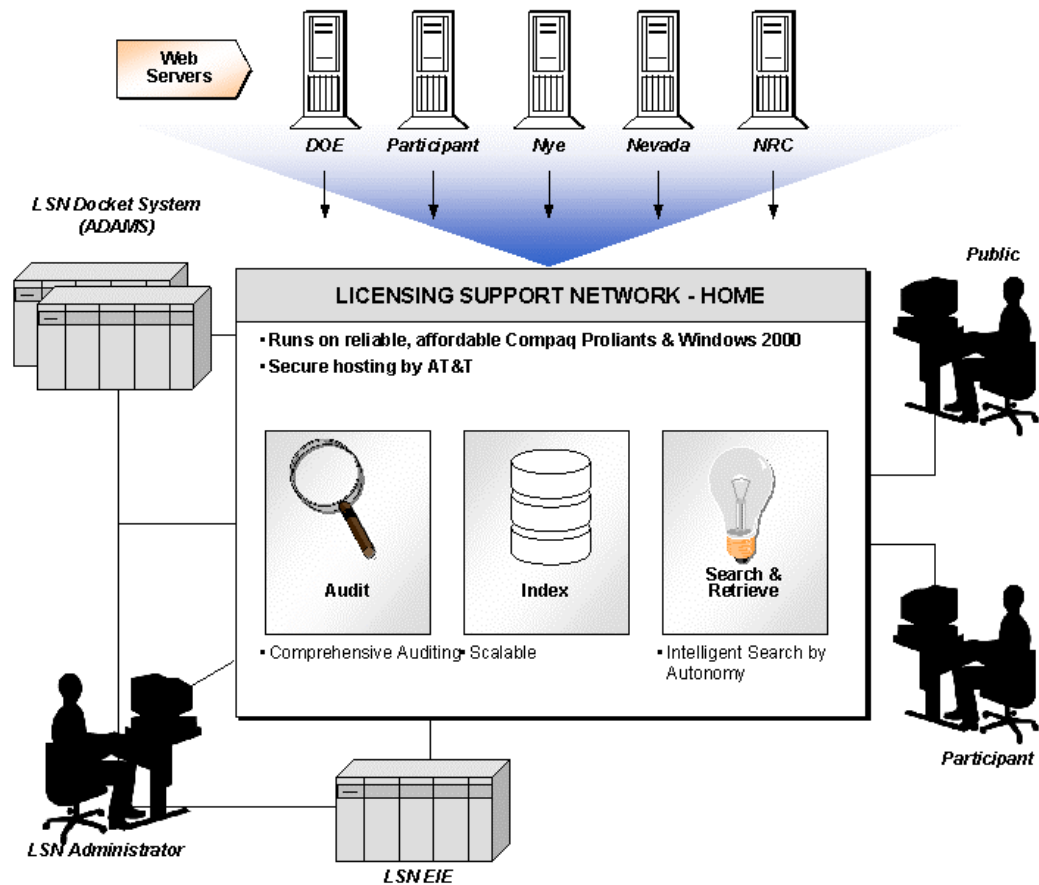 Web
Servers
DOE
Participant
Nye
Nevada
NRC
LSN Docket System
(ADAMS)
Public
LICENSING SUPPORT NETWORK - HOME
▪ Runs on reliable, affordable Compaq Proliants & Windows 2000
▪ Secure hosting by AT&T
Audit
Index
Search &
Retrieve
▪ Comprehensive Auditing
▪ Scalable
▪ Intelligent Search by
Autonomy
Participant
LSN Administrator
LSN EIE